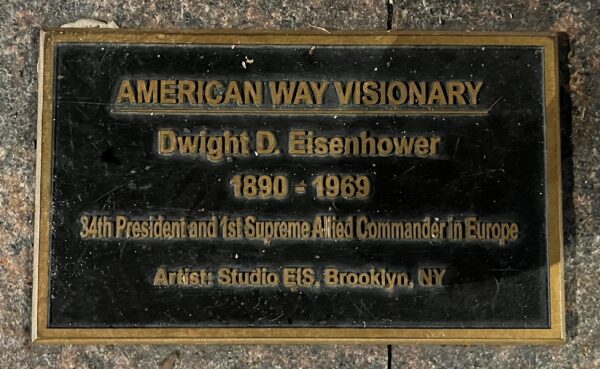 AMERICAN WAY VISIONARY
Dwight D. Eisenhower
1890 - 1969
34th President and 1st Supreme Allied Commander in Europe
Artist: Studio EIS, Brooklyn, NY